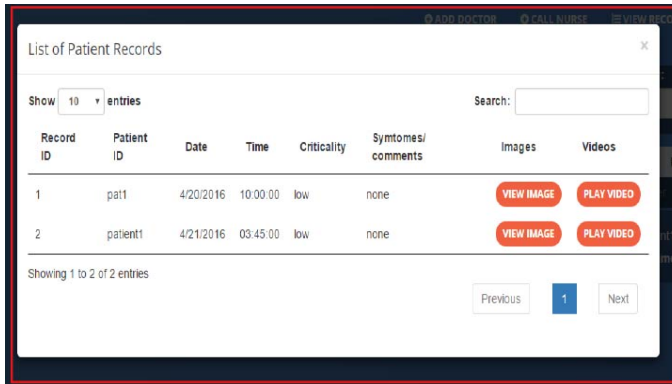 ADD DOCTOR CALL NURSE VIEW RECO
List of Patient Records x
Show 10 entries Search:
Record ID Patient ID Date Time Criticality Symtomes/ comments Images Videos
1 pat1 4/20/2016 10:00:00 low none VIEW IMAGE PLAY VIDEO
2 patient1 4/21/2016 03:45:00 low none VIEW IMAGE PLAY VIDEO
Showing 1 to 2 of 2 entries
Previous 1 Next